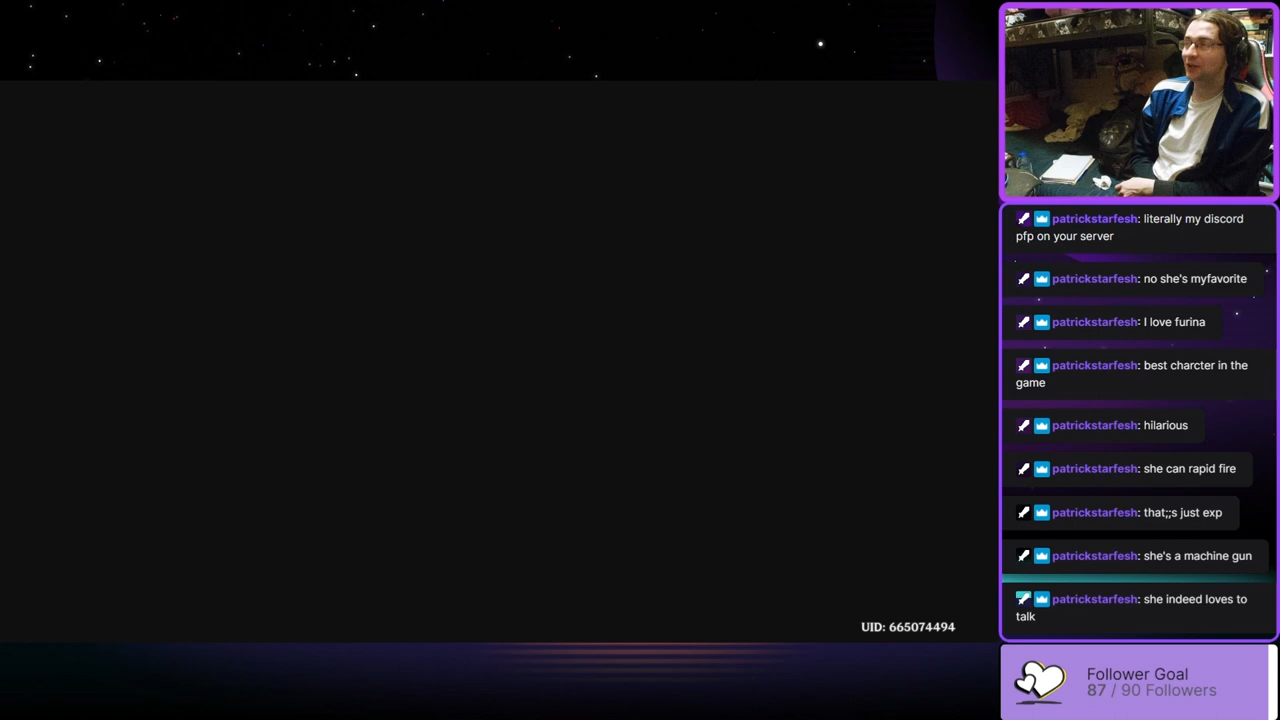 patrickstarfesh: literally my discord
pfp on your server
patrickstarfesh: no she's myfavorite
patrickstarfesh: I love furina
patrickstarfesh: best charcter in the
game
patrickstarfesh: hilarious
patrickstarfesh: she can rapid fire
patrickstarfesh: that;;s just exp
patrickstarfesh: she's a machine gun
patrickstarfesh: she indeed loves to
talk
UID: 665074494
Follower Goal
87 / 90 Followers